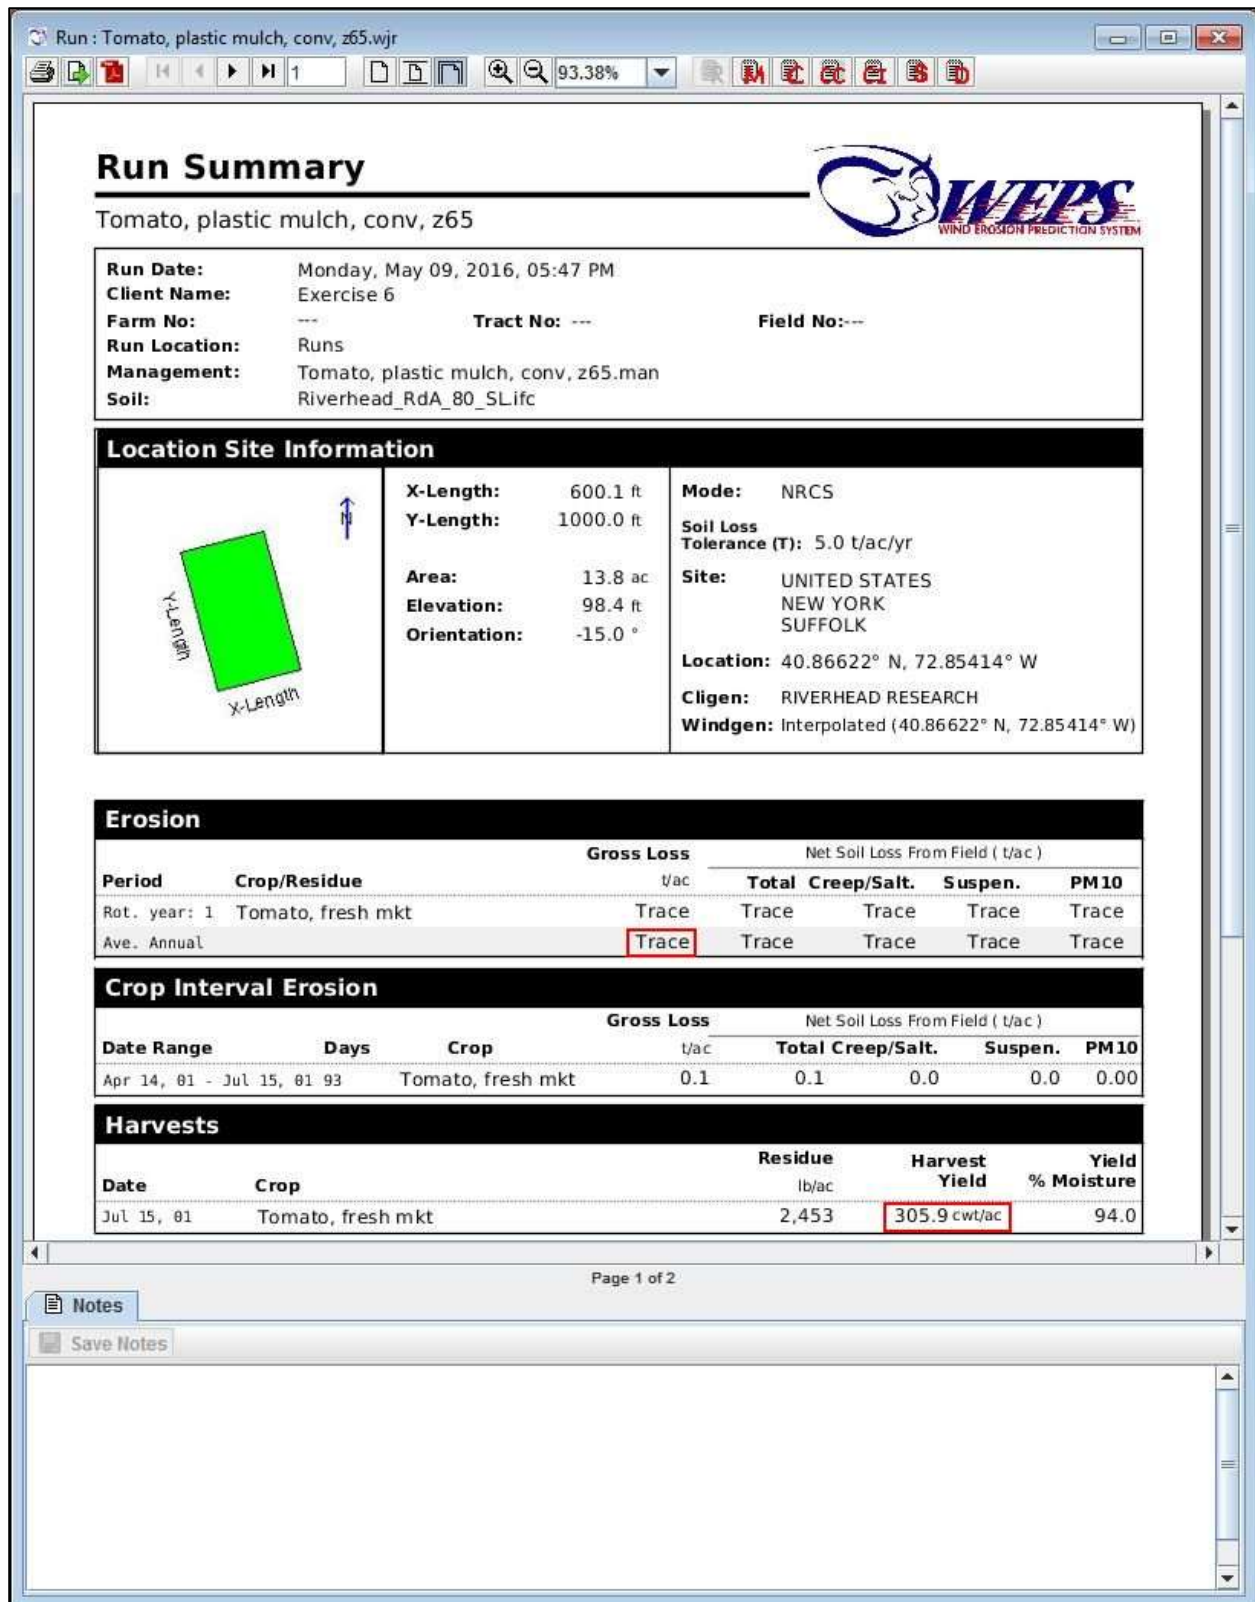 Run : Tomato, plastic mulch, conv, z65.wjr
1 93.38%
Run Summary
WEPS
WIND EROSION PREDICTION SYSTEM
Tomato, plastic mulch, conv, z65
Run Date: Monday, May 09, 2016, 05:47 PM
Client Name: Exercise 6
Farm No: --- Tract No: --- Field No:---
Run Location: Runs
Management: Tomato, plastic mulch, conv, z65.man
Soil: Riverhead_RdA_80_SL.ifc
Location Site Information
N
Y-Length
X-Length
X-Length: 600.1 ft
Y-Length: 1000.0 ft
Area: 13.8 ac
Elevation: 98.4 ft
Orientation: -15.0 °
Mode: NRCS
Soil Loss
Tolerance (T): 5.0 t/ac/yr
Site: UNITED STATES
NEW YORK
SUFFOLK
Location: 40.86622° N, 72.85414° W
Cligen: RIVERHEAD RESEARCH
Windgen: Interpolated (40.86622° N, 72.85414° W)
Erosion
Gross Loss Net Soil Loss From Field ( t/ac )
Period Crop/Residue t/ac Total Creep/Salt. Suspen. PM10
Rot. year: 1 Tomato, fresh mkt Trace Trace Trace Trace Trace
Ave. Annual Trace Trace Trace Trace Trace
Crop Interval Erosion
Gross Loss Net Soil Loss From Field ( t/ac )
Date Range Days Crop t/ac Total Creep/Salt. Suspen. PM10
Apr 14, 01 - Jul 15, 01 93 Tomato, fresh mkt 0.1 0.1 0.0 0.0 0.00
Harvests
Residue Harvest Yield
Date Crop lb/ac Yield % Moisture
Jul 15, 01 Tomato, fresh mkt 2,453 305.9 cwt/ac 94.0
Page 1 of 2
Notes
Save Notes